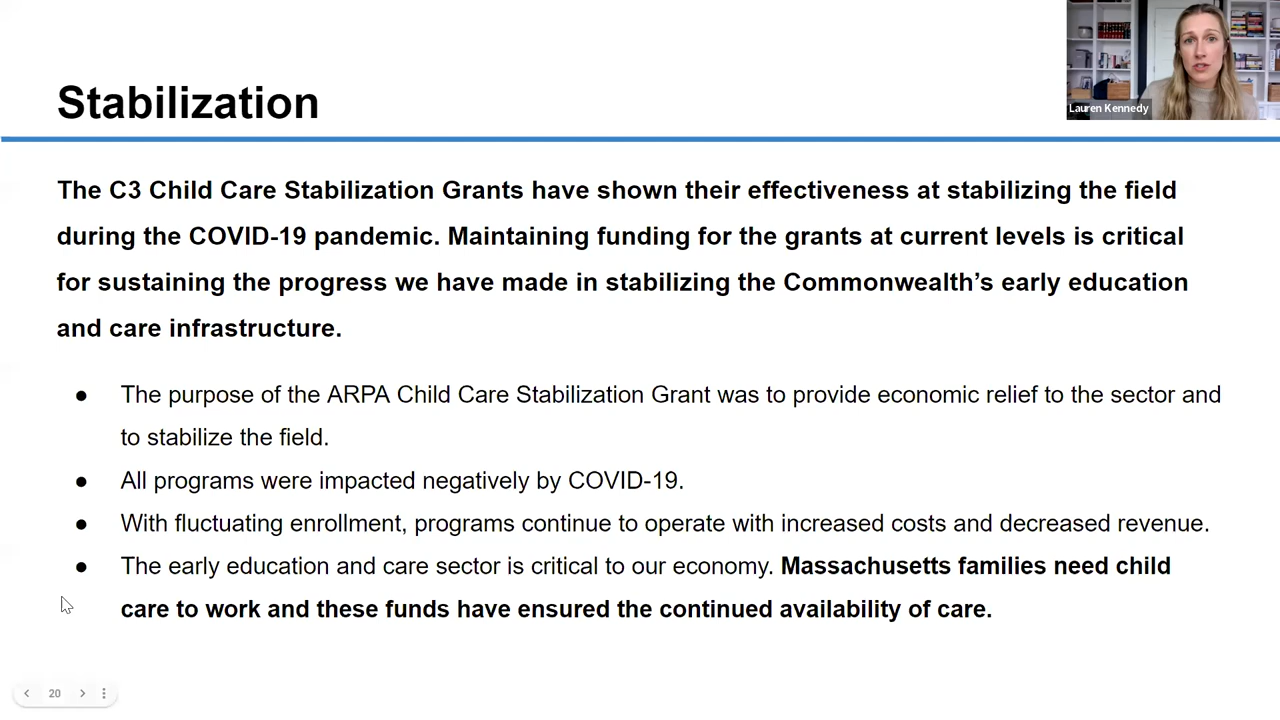 Stabilization
Lauren Kennedy
The C3 Child Care Stabilization Grants have shown their effectiveness at stabilizing the field
during the COVID-19 pandemic. Maintaining funding for the grants at current levels is critical
for sustaining the progress we have made in stabilizing the Commonwealth’s early education
and care infrastructure.
● The purpose of the ARPA Child Care Stabilization Grant was to provide economic relief to the sector and
to stabilize the field.
● All programs were impacted negatively by COVID-19.
● With fluctuating enrollment, programs continue to operate with increased costs and decreased revenue.
● The early education and care sector is critical to our economy. Massachusetts families need child
care to work and these funds have ensured the continued availability of care.
20